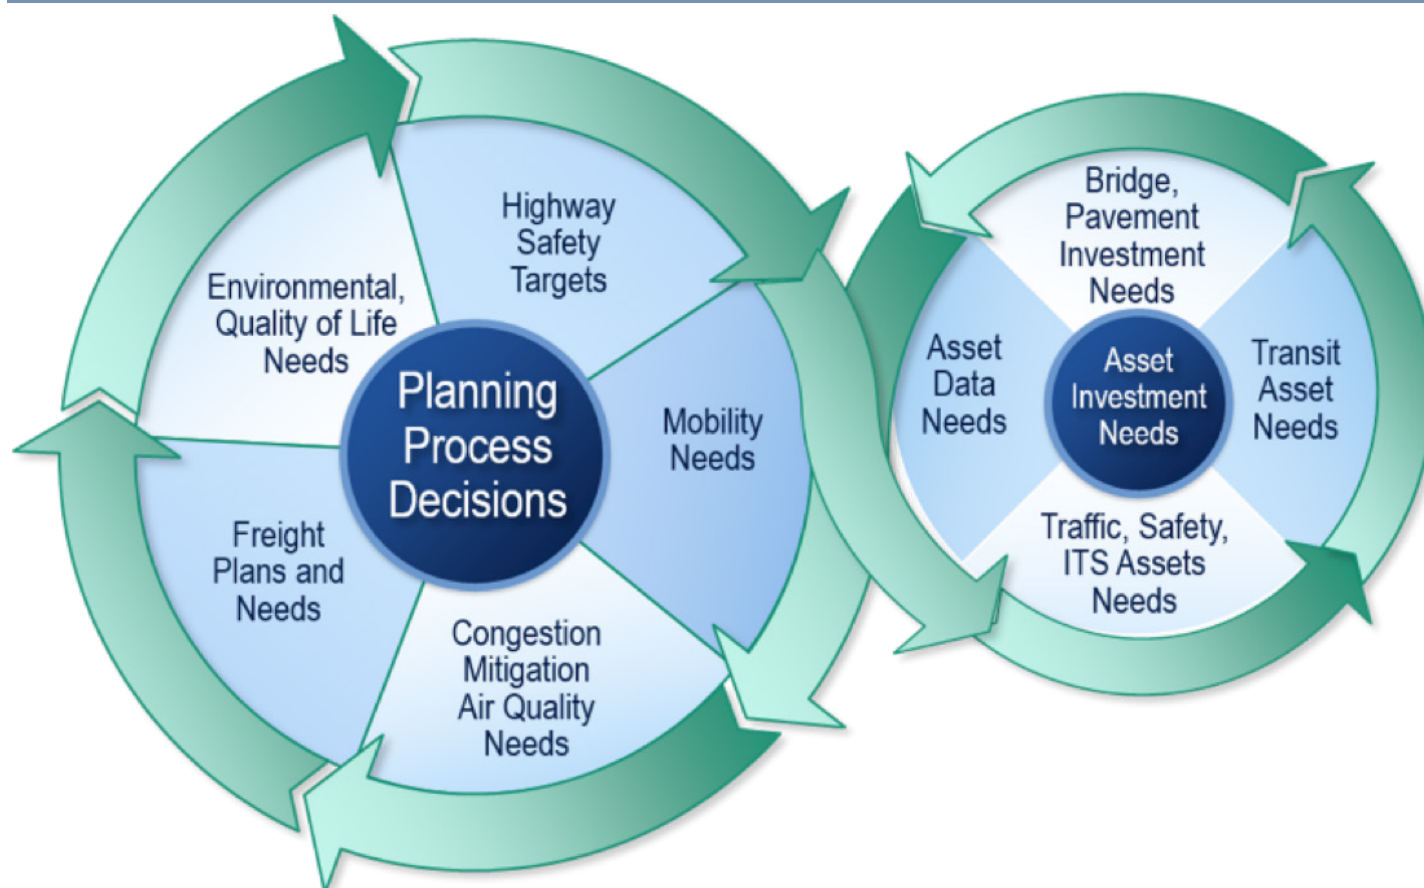 Highway
Safety
Targets
Environmental,
Quality of Life
Needs
Planning
Process
Decisions
Mobility
Needs
Freight
Plans and
Needs
Congestion
Mitigation
Air Quality
Needs
Bridge,
Pavement
Investment
Needs
Asset
Data
Needs
Asset
Investment
Needs
Transit
Asset
Needs
Traffic, Safety,
ITS Assets
Needs